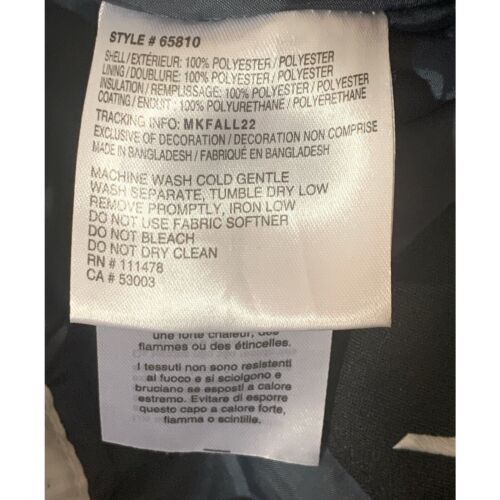 STYLE # 65810
SHELL / EXTÉRIEUR: 100% POLYESTER / POLYESTER
LINING / DOUBLURE: 100% POLYESTER / POLYESTER
INSULATION / REMPLISSAGE: 100% POLYESTER / POLYESTER
COATING / ENDUIT : 100% POLYURETHANE / POLYERETHANE
TRACKING INFO: MKFALL22
EXCLUSIVE OF DECORATION / DECORATION NON COMPRISE
MADE IN BANGLADESH / FABRIQUÉ EN BANGLADESH
MACHINE WASH COLD GENTLE
WASH SEPARATE, TUMBLE DRY LOW
REMOVE PROMPTLY, IRON LOW
DO NOT USE FABRIC SOFTNER
DO NOT BLEACH
DO NOT DRY CLEAN
RN # 111478
CA # 53003
une forte chaleur, des
flammes ou des étincelles.
I tessuti non sono resistenti
al fuoco e si sciolgono e
bruciano se esposti a calore
estremo. Evitare di esporre
questo capo a calore forte,
fiamma o scintille.